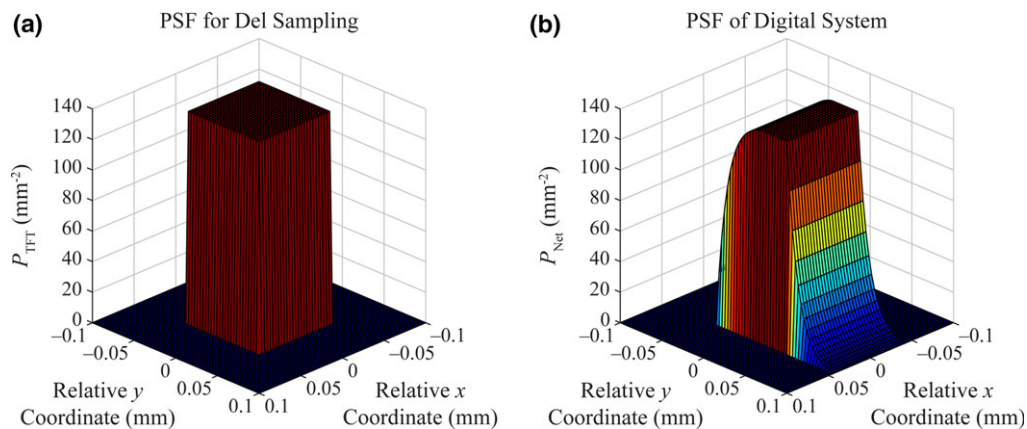 (a)
PSF for Del Sampling
140
120
100
80
60
40
20
0
P_TFT (mm⁻²)
–0.1
–0.05
0
0.05
0.1
Relative y
Coordinate (mm)
0.1
0.05
0
–0.05
–0.1
Relative x
Coordinate (mm)
(b)
PSF of Digital System
140
120
100
80
60
40
20
0
P_Net (mm⁻²)
–0.1
–0.05
0
0.05
0.1
Relative y
Coordinate (mm)
0.1
0.05
0
–0.05
–0.1
Relative x
Coordinate (mm)